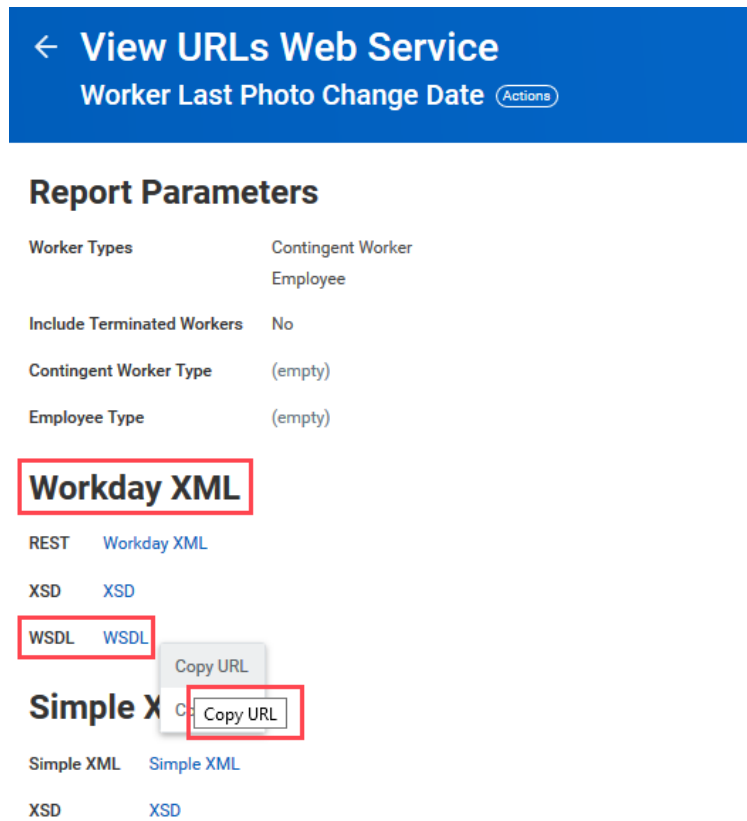 View URLs Web Service
Worker Last Photo Change Date Actions
Report Parameters
Worker Types Contingent Worker
Employee
Include Terminated Workers No
Contingent Worker Type (empty)
Employee Type (empty)
Workday XML
REST Workday XML
XSD XSD
WSDL WSDL
Copy URL
Simple X
Copy URL
Simple XML Simple XML
XSD XSD